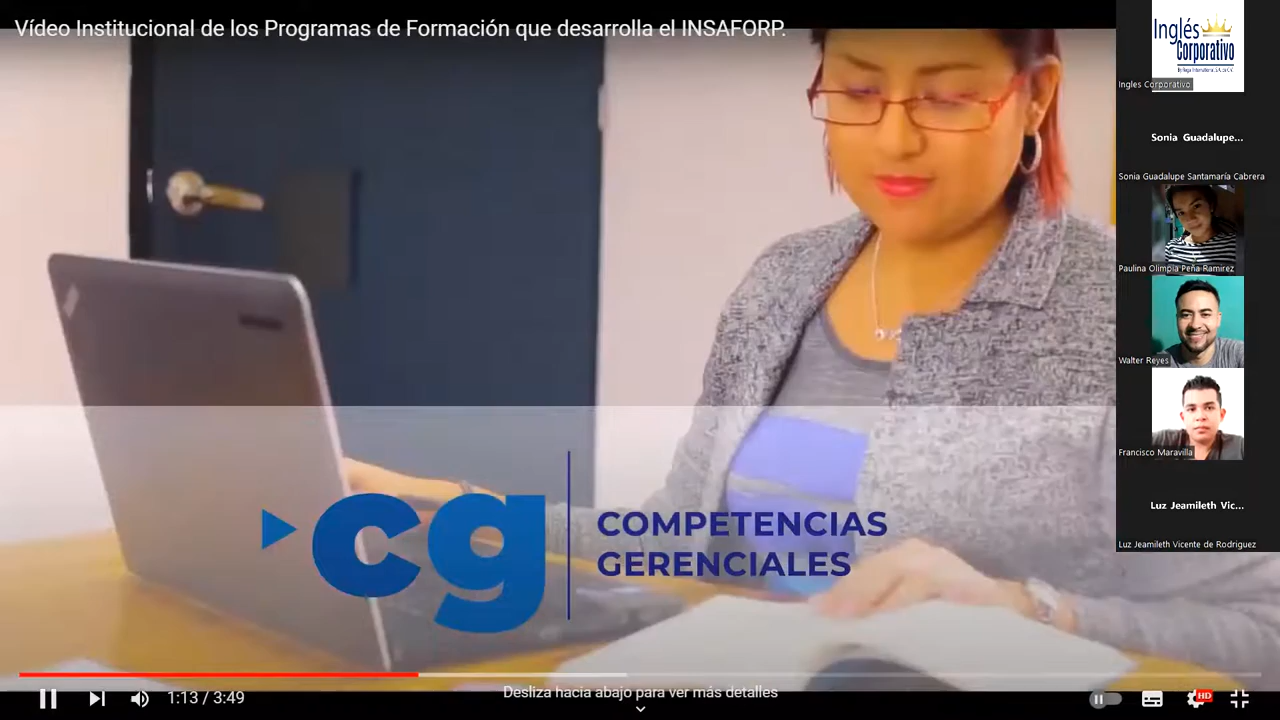 Vídeo Institucional de los Programas de Formación que desarrolla el INSAFORP.
Inglés
Corporativo
Ingles Corporativo
Sonia Guadalupe...
Sonia Guadalupe Santamaría Cabrera
Paulina Olimpia Peña Ramirez
Walter Reyes
Francisco Maravilla
Luz Jeamileth Vic...
Luz Jeamileth Vicente de Rodriguez
cg
COMPETENCIAS
GERENCIALES
Desliza hacia abajo para ver más detalles
1:13 / 3:49
HD